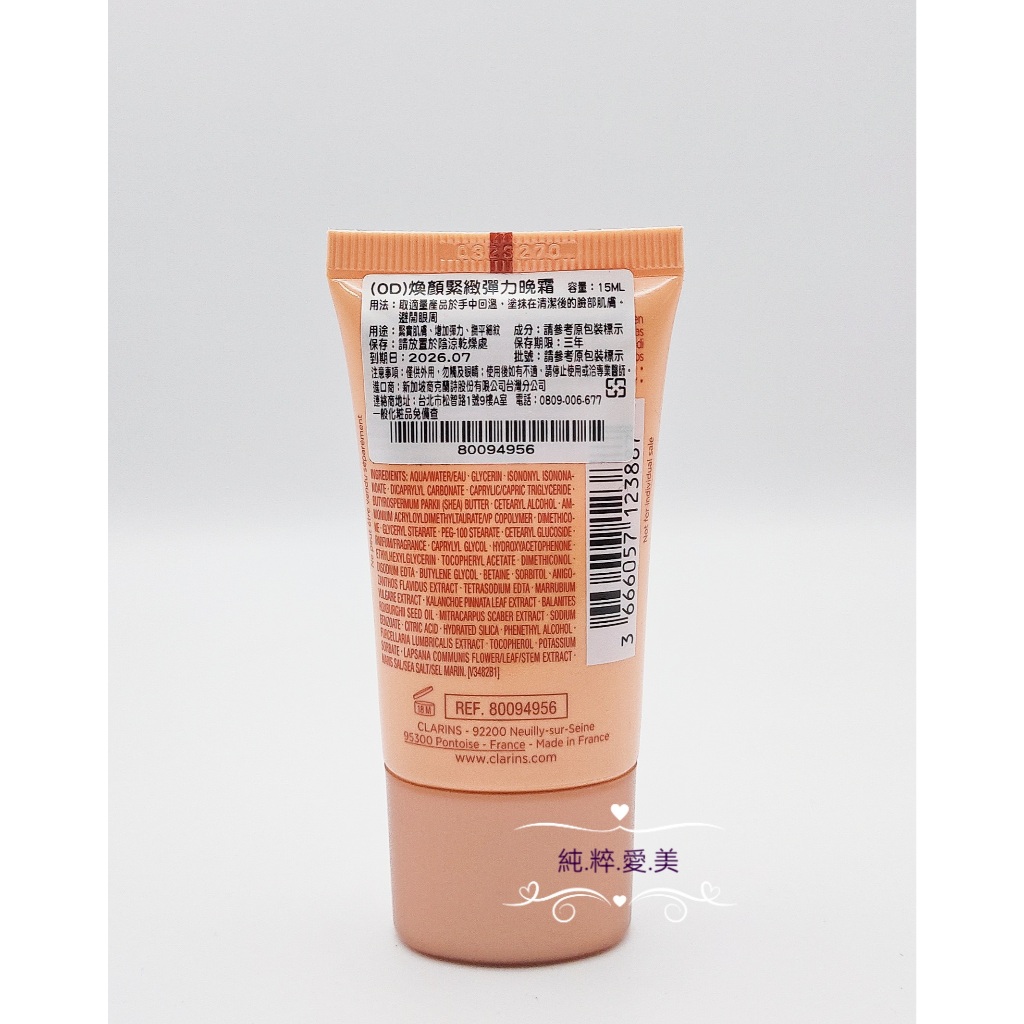 (OD)煥顏緊緻彈力晚霜 容量：15ML
用法：取適量產品於手中回溫，塗抹在清潔後的臉部肌膚。
避開眼周
用途：緊實肌膚、增加彈力、撫平細紋 成分：請參考原包裝標示
保存：請放置於陰涼乾燥處 保存期限：三年
到期日：2026.07 批號：請參考原包裝標示
注意事項：僅供外用，勿觸及眼睛；使用後如有不適，請停止使用或洽專業醫師。
進口商：新加坡商克蘭詩股份有限公司台灣分公司
連絡商地址：台北市松智路1號9樓A室 電話：0809-006-677
一般化粧品免備查
80094956
INGREDIENTS: AQUA/WATER/EAU · GLYCERIN · ISONONYL ISONONA-
NOATE · DICAPRYLYL CARBONATE · CAPRYLIC/CAPRIC TRIGLYCERIDE ·
BUTYROSPERMUM PARKII (SHEA) BUTTER · CETEARYL ALCOHOL · AM-
MONIUM ACRYLOYLDIMETHYLTAURATE/VP COPOLYMER · DIMETHICO-
NE · GLYCERYL STEARATE · PEG-100 STEARATE · CETEARYL GLUCOSIDE ·
PARFUM/FRAGRANCE · CAPRYLYL GLYCOL · HYDROXYACETOPHENONE ·
ETHYLHEXYLGLYCERIN · TOCOPHERYL ACETATE · DIMETHICONOL ·
DISODIUM EDTA · BUTYLENE GLYCOL · BETAINE · SORBITOL · ANIGO-
ZANTHOS FLAVIDUS EXTRACT · TETRASODIUM EDTA · MARRUBIUM
VULGARE EXTRACT · KALANCHOE PINNATA LEAF EXTRACT · BALANITES
ROXBURGHII SEED OIL · MITRACARPUS SCABER EXTRACT · SODIUM
BENZOATE · CITRIC ACID · HYDRATED SILICA · PHENETHYL ALCOHOL ·
FURCELLARIA LUMBRICALIS EXTRACT · TOCOPHEROL · POTASSIUM
SORBATE · LAPSANA COMMUNIS FLOWER/LEAF/STEM EXTRACT ·
MARIS SAL/SEA SALT/SEL MARIN. [V3482B1]
Ne peut être vendu séparément
3 666057 123867
Not for individual sale
18 M
REF. 80094956
CLARINS - 92200 Neuilly-sur-Seine
95300 Pontoise - France - Made in France
www.clarins.com
純.粹.愛.美